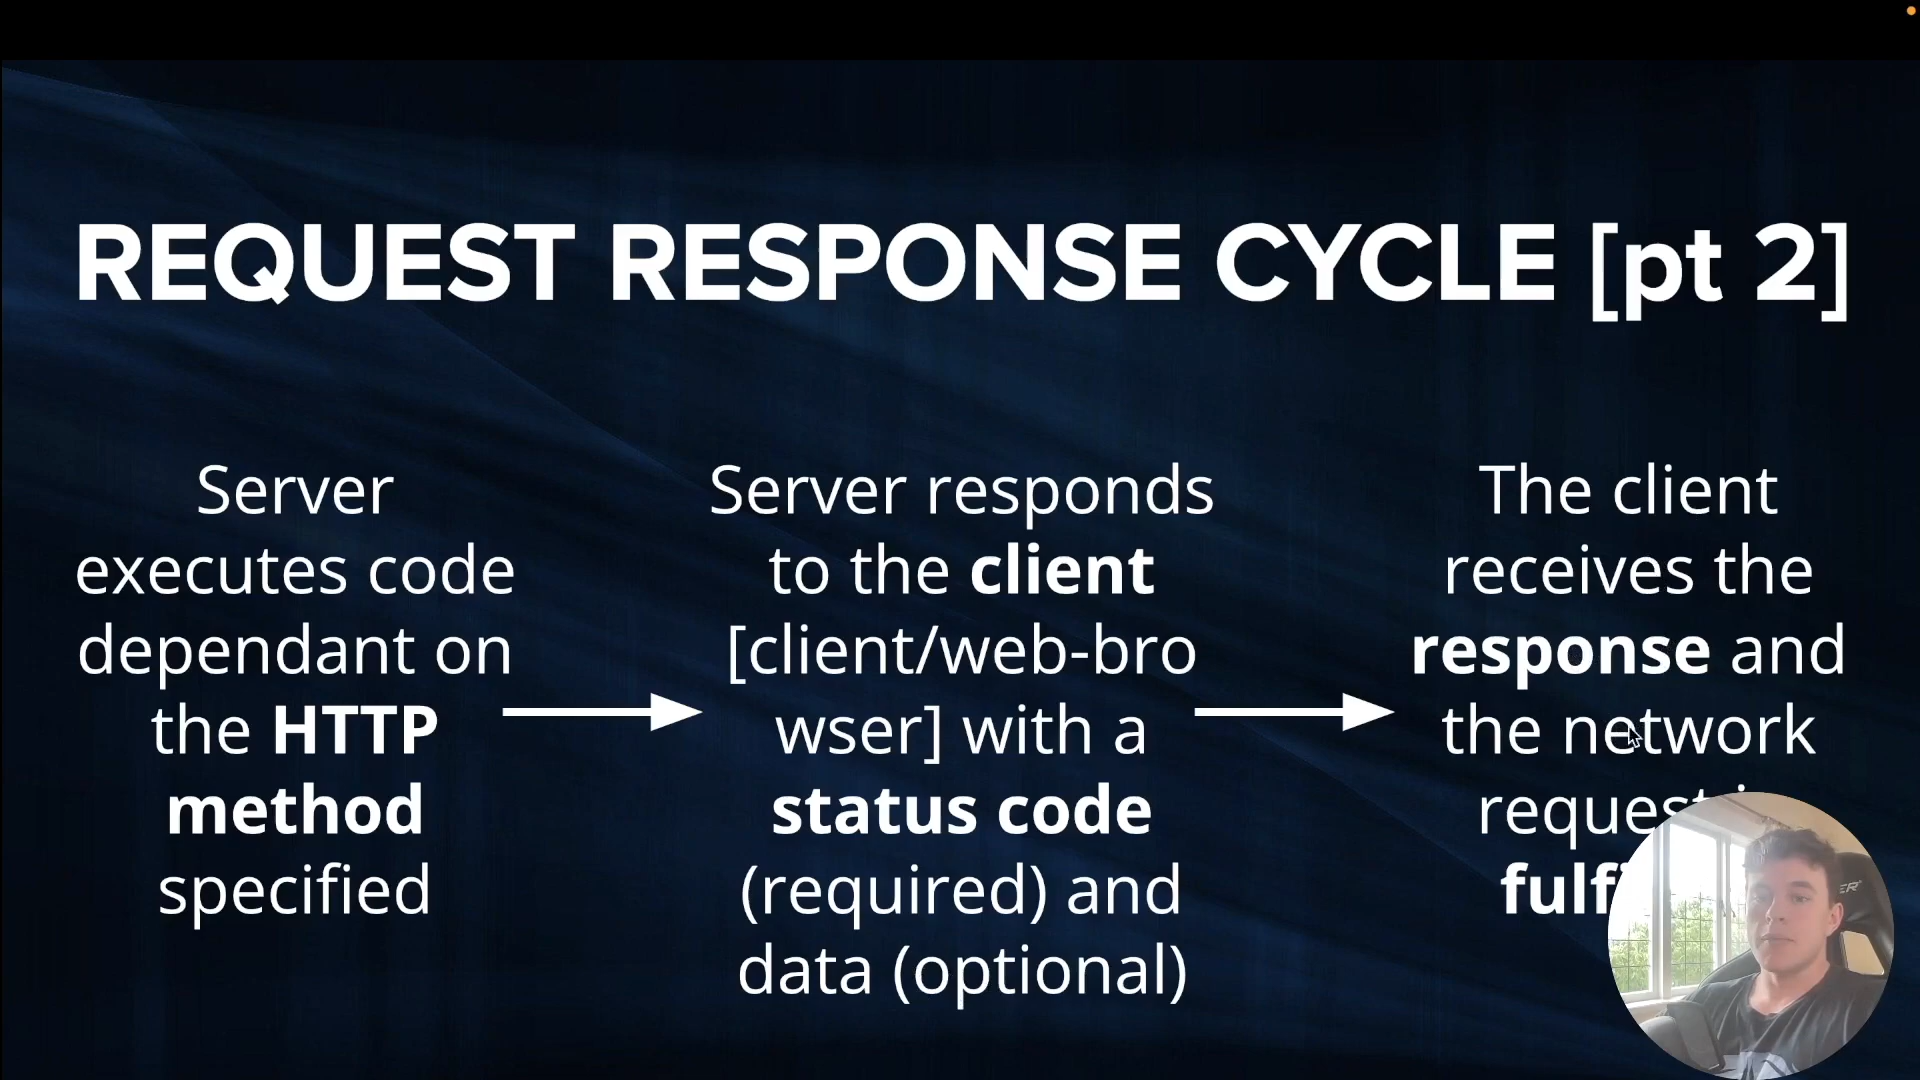 REQUEST RESPONSE CYCLE [pt 2]
Server
executes code
dependant on
the HTTP
method
specified
Server responds
to the client
[client/web-bro
wser] with a
status code
(required) and
data (optional)
The client
receives the
response and
the network